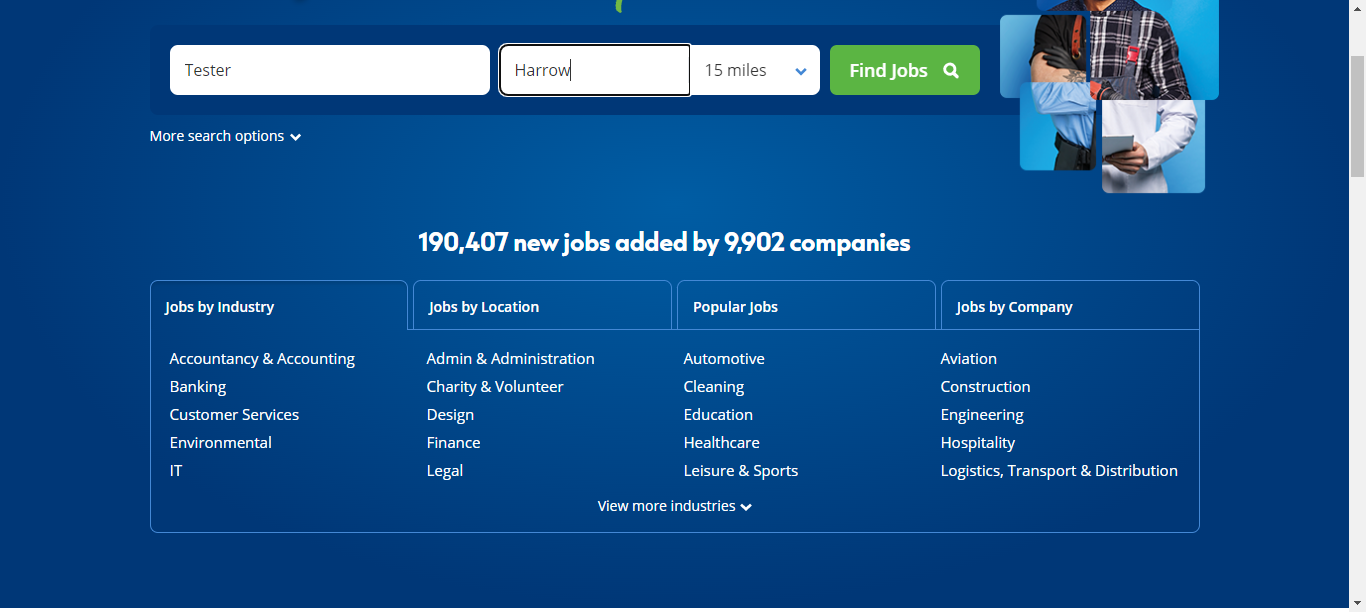 Tester Harrow 15 miles Find Jobs
More search options
190,407 new jobs added by 9,902 companies
Jobs by Industry Jobs by Location Popular Jobs Jobs by Company
Accountancy & Accounting Admin & Administration Automotive Aviation
Banking Charity & Volunteer Cleaning Construction
Customer Services Design Education Engineering
Environmental Finance Healthcare Hospitality
IT Legal Leisure & Sports Logistics, Transport & Distribution
View more industries